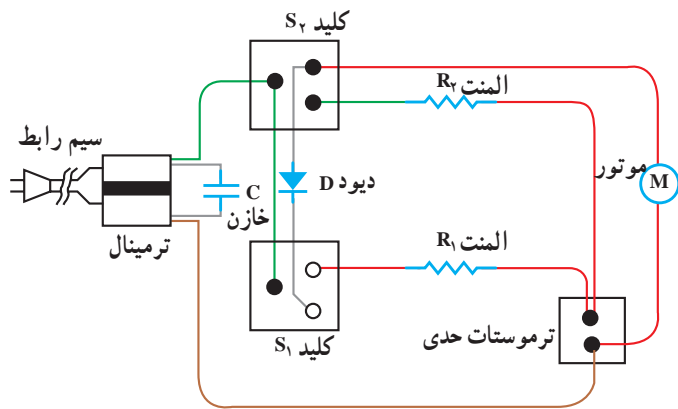 کلید S۲
المنت R۲
سیم رابط
C
خازن
دیود D
موتور
M
ترمینال
المنت R۱
ترموستات حدی
کلید S۱